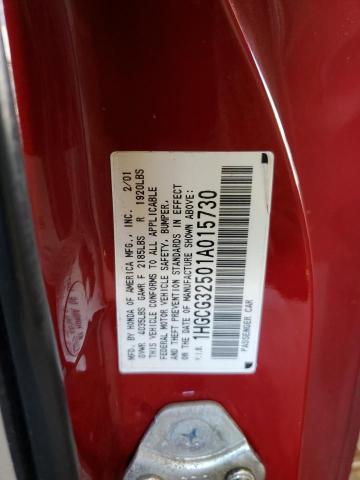 MFD. BY HONDA OF AMERICA MFG., INC. 2/01
GVWR 4035LBS GAWR F 2185LBS R 1920LBS
THIS VEHICLE CONFORMS TO ALL APPLICABLE
FEDERAL MOTOR VEHICLE SAFETY, BUMPER,
AND THEFT PREVENTION STANDARDS IN EFFECT
ON THE DATE OF MANUFACTURE SHOWN ABOVE:
V.I.N. 1HGCG32501A015730
PASSENGER CAR